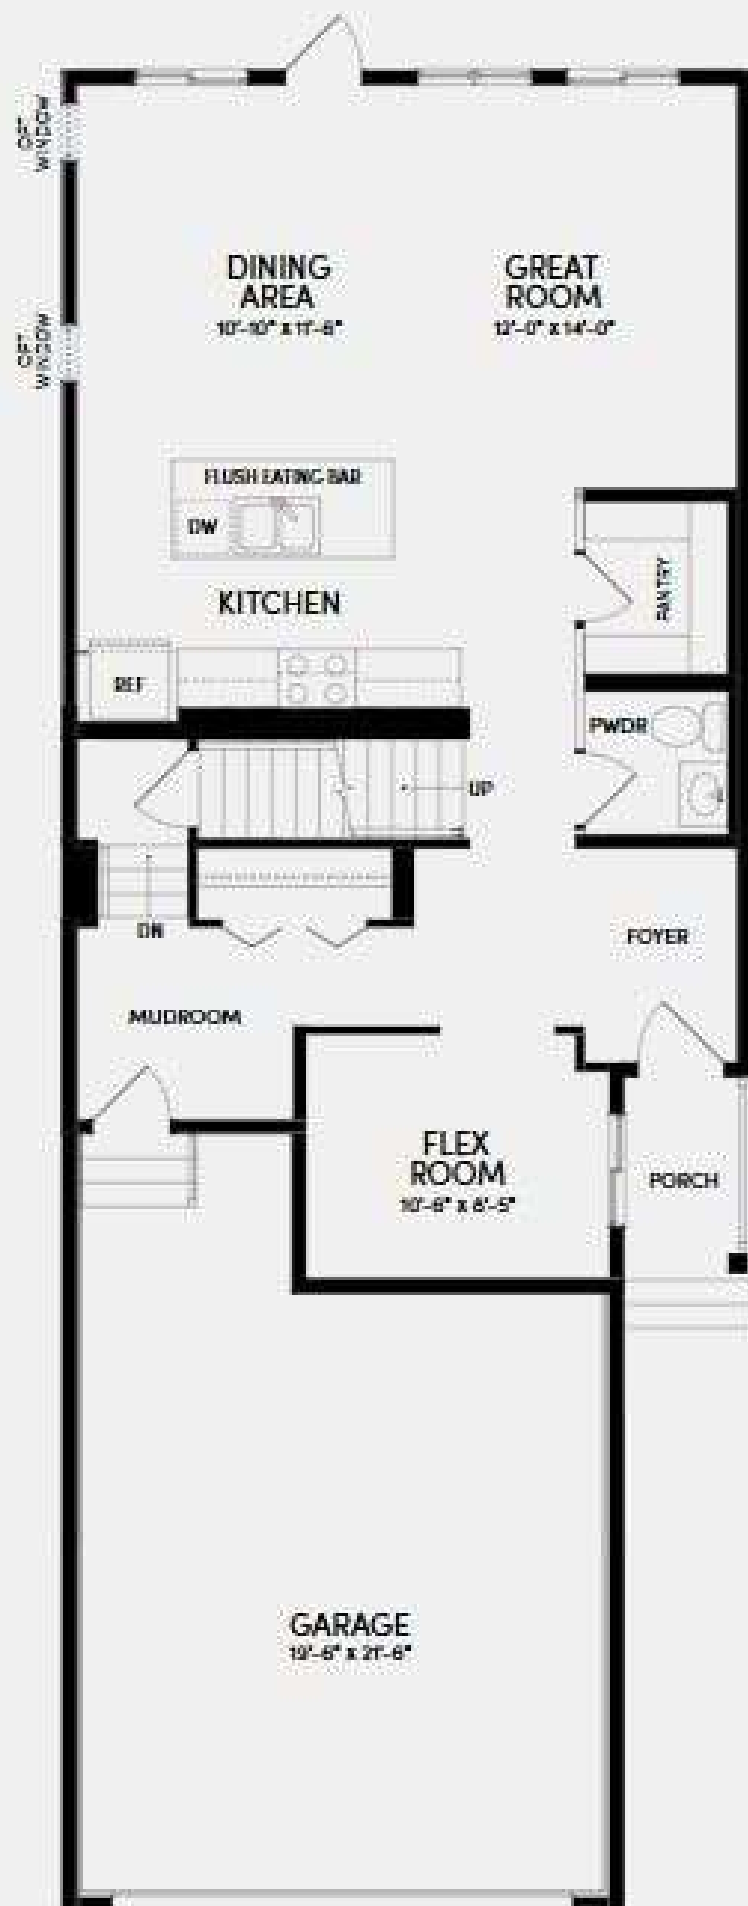 OPT
WINDOW
DINING
AREA
10'-10" x 11'-6"
GREAT
ROOM
12'-0" x 14'-0"
OPT
WINDOW
FLUSH EATING BAR
DW
KITCHEN
PANTRY
REF
PWDR
UP
DN
FOYER
MUDROOM
FLEX
ROOM
10'-6" x 8'-5"
PORCH
GARAGE
19'-6" x 21'-6"